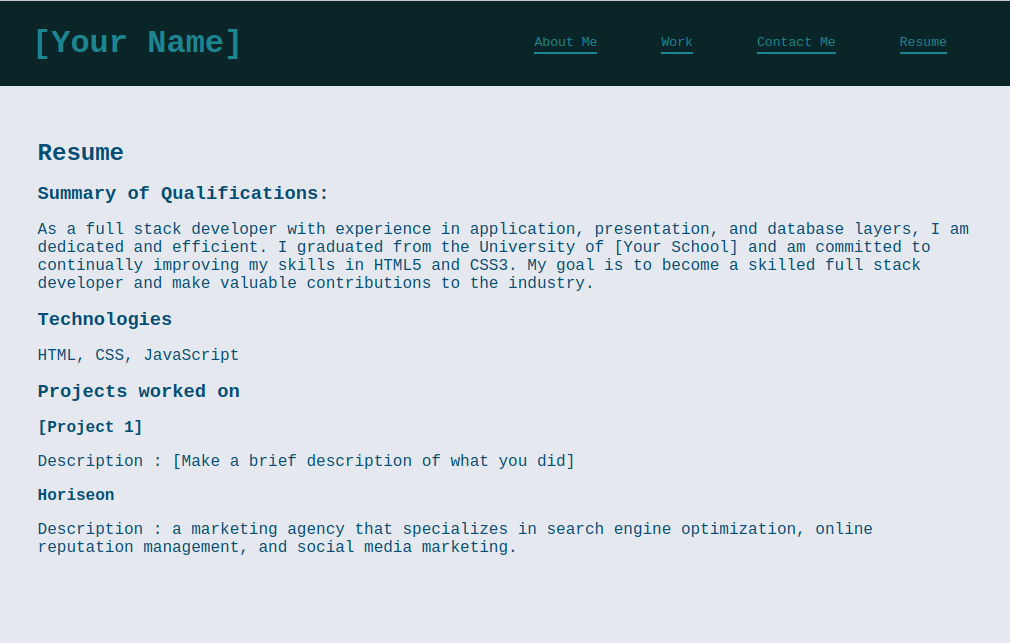 [Your Name]
About Me
Work
Contact Me
Resume
Resume
Summary of Qualifications:
As a full stack developer with experience in application, presentation, and database layers, I am
dedicated and efficient. I graduated from the University of [Your School] and am committed to
continually improving my skills in HTML5 and CSS3. My goal is to become a skilled full stack
developer and make valuable contributions to the industry.
Technologies
HTML, CSS, JavaScript
Projects worked on
[Project 1]
Description : [Make a brief description of what you did]
Horiseon
Description : a marketing agency that specializes in search engine optimization, online
reputation management, and social media marketing.